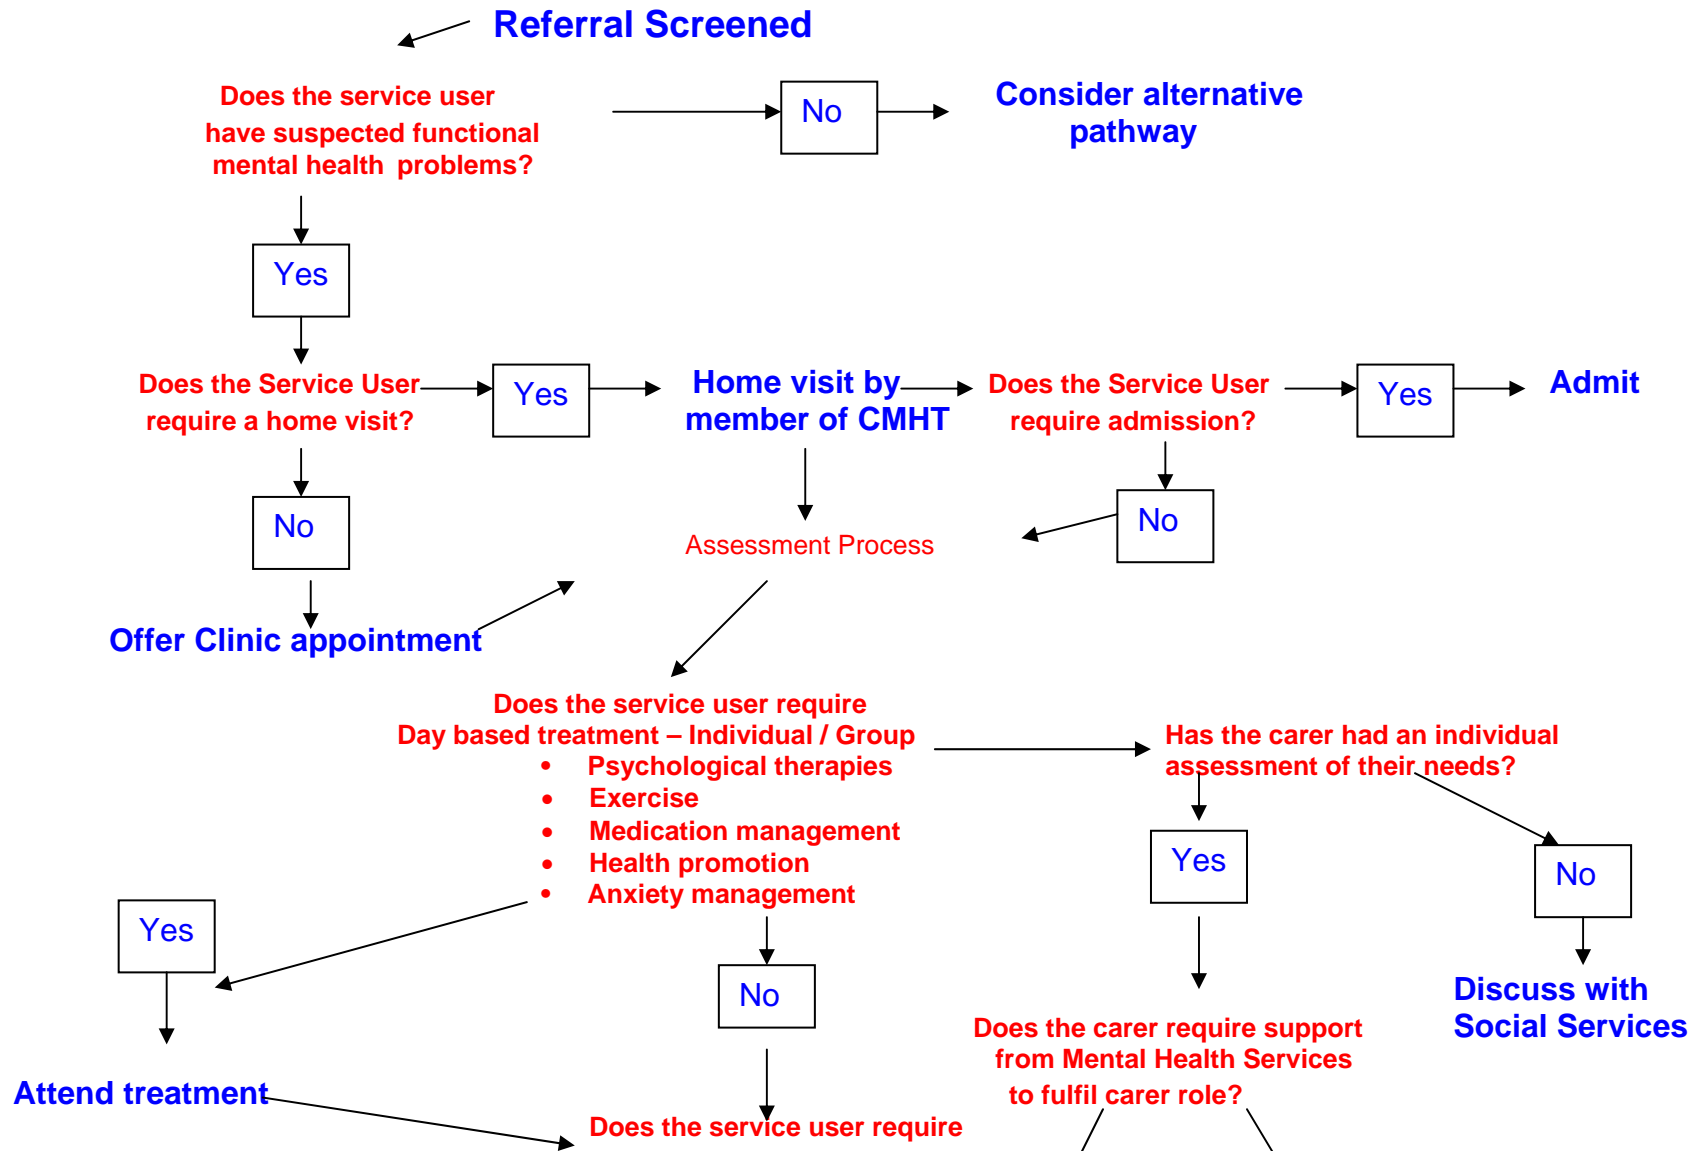 Referral Screened
Does the service user
have suspected functional
mental health problems?
No
Consider alternative
pathway
Yes
Does the Service User
require a home visit?
Yes
Home visit by
member of CMHT
Does the Service User
require admission?
Yes
Admit
No
No
Assessment Process
Offer Clinic appointment
Does the service user require
Day based treatment – Individual / Group
• Psychological therapies
• Exercise
• Medication management
• Health promotion
• Anxiety management
Has the carer had an individual
assessment of their needs?
Yes
No
Yes
No
Discuss with
Social Services
Does the carer require support
from Mental Health Services
to fulfil carer role?
Attend treatment
Does the service user require